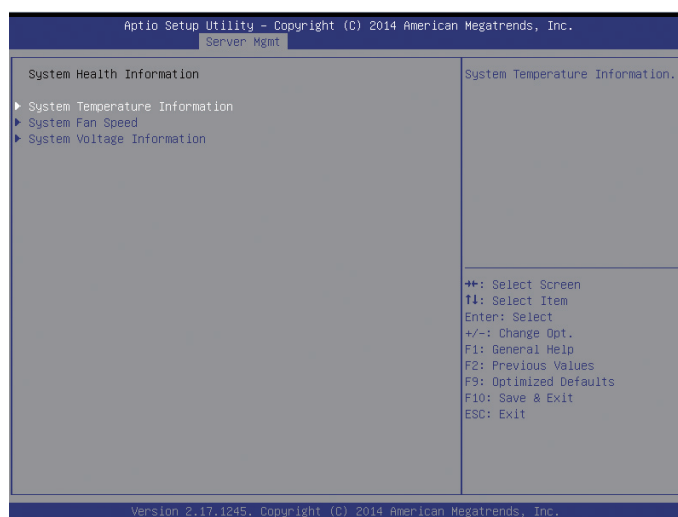 Aptio Setup Utility – Copyright (C) 2014 American Megatrends, Inc.
Server Mgmt
System Health Information
System Temperature Information
System Fan Speed
System Voltage Information
System Temperature Information.
→←: Select Screen
↑↓: Select Item
Enter: Select
+/-: Change Opt.
F1: General Help
F2: Previous Values
F9: Optimized Defaults
F10: Save & Exit
ESC: Exit
Version 2.17.1245. Copyright (C) 2014 American Megatrends, Inc.